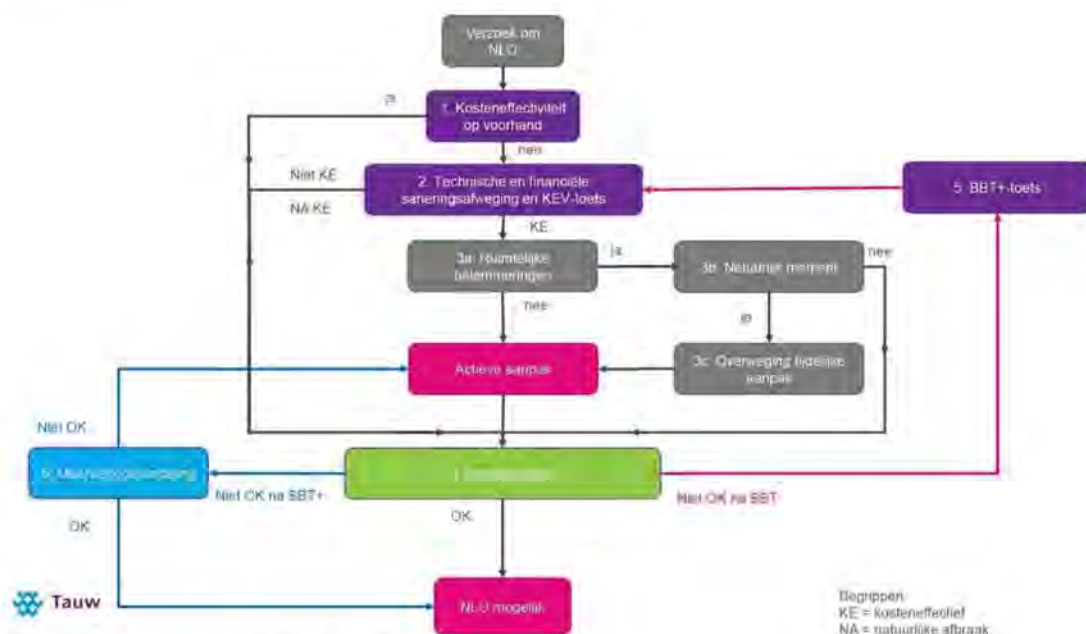 Verzoek om
NLO
ja
1. Kosteneffectiviteit
op voorhand
nee
Niet KE
2. Technische en financiële
saneringsafweging en KEV-toets
5. BBT+-toets
NA KE
KE
3a. Ruimtelijke
belemmeringen
ja
3b. Natuurlijk moment
nee
nee
ja
Actieve aanpak
3c. Overweging tijdelijke
aanpak
Niet OK
Niet OK na BBT+
Niet OK na BBT
OK
OK
Tauw
NLO mogelijk
Begrippen
KE = kosteneffectief
NA = natuurlijke afbraak